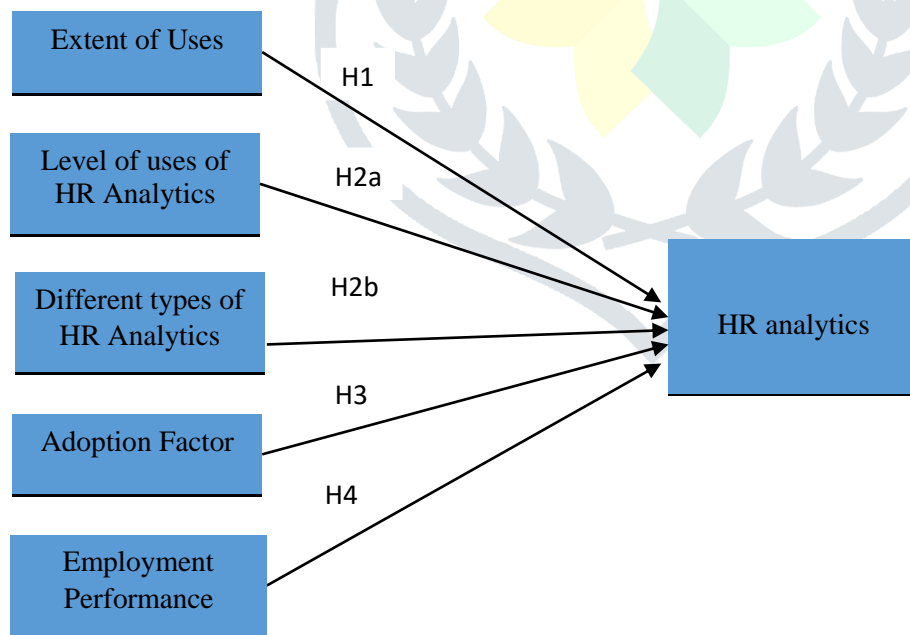 Extent of Uses
H1
Level of uses of
HR Analytics
H2a
Different types of
HR Analytics
H2b
HR analytics
Adoption Factor
H3
Employment
Performance
H4